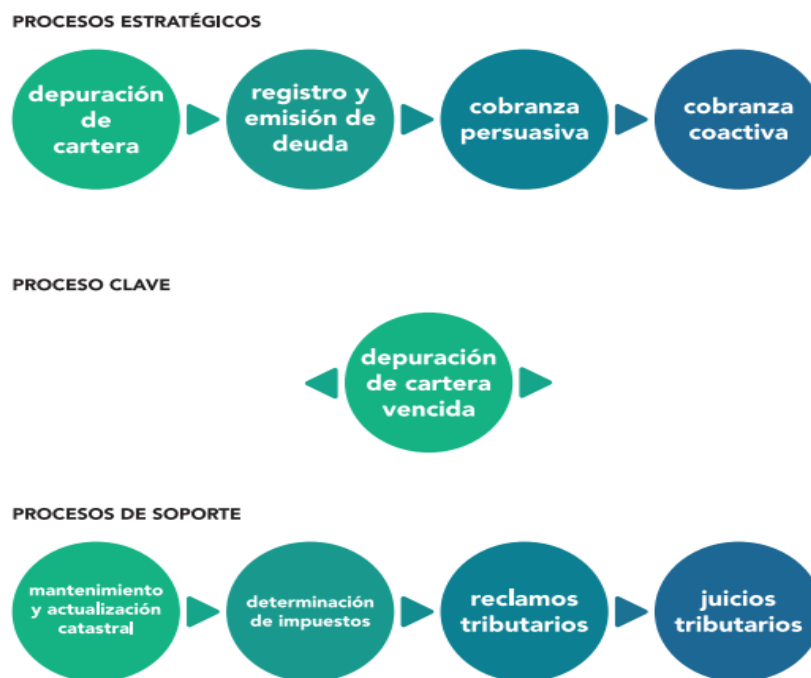 PROCESOS ESTRATÉGICOS
depuración
de
cartera
registro y
emisión de
deuda
cobranza
persuasiva
cobranza
coactiva
PROCESO CLAVE
depuración
de cartera
vencida
PROCESOS DE SOPORTE
mantenimiento
y actualización
catastral
determinación
de impuestos
reclamos
tributarios
juicios
tributarios